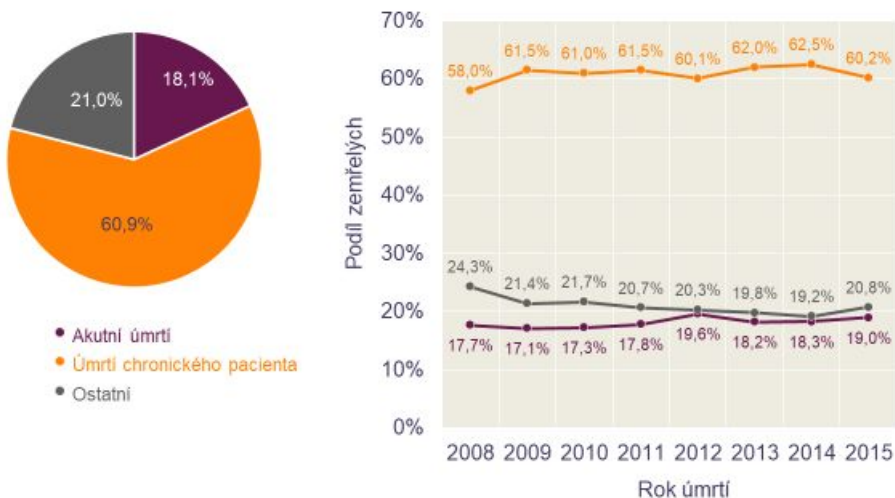 18,1%
21,0%
60,9%
Akutní úmrtí
Úmrtí chronického pacienta
Ostatní
Podíl zemřelých
70%
60%
50%
40%
30%
20%
10%
0%
58,0% 61,5% 61,0% 61,5% 60,1% 62,0% 62,5% 60,2%
24,3% 21,4% 21,7% 20,7% 20,3% 19,8% 19,2% 20,8%
17,7% 17,1% 17,3% 17,8% 19,6% 18,2% 18,3% 19,0%
2008 2009 2010 2011 2012 2013 2014 2015
Rok úmrtí